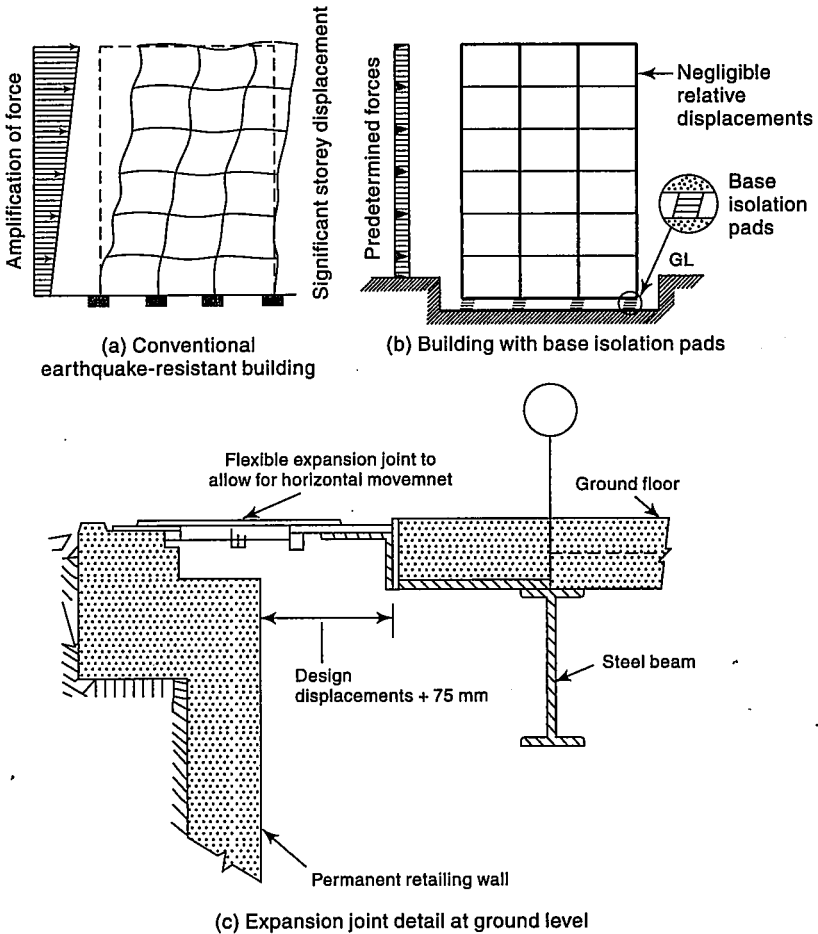 Amplification of force
Significant storey displacement
(a) Conventional
earthquake-resistant building
Predetermined forces
Negligible
relative
displacements
Base
isolation
pads
GL
(b) Building with base isolation pads
Flexible expansion joint to
allow for horizontal movemnet
Ground floor
Design
displacements + 75 mm
Steel beam
Permanent retailing wall
(c) Expansion joint detail at ground level